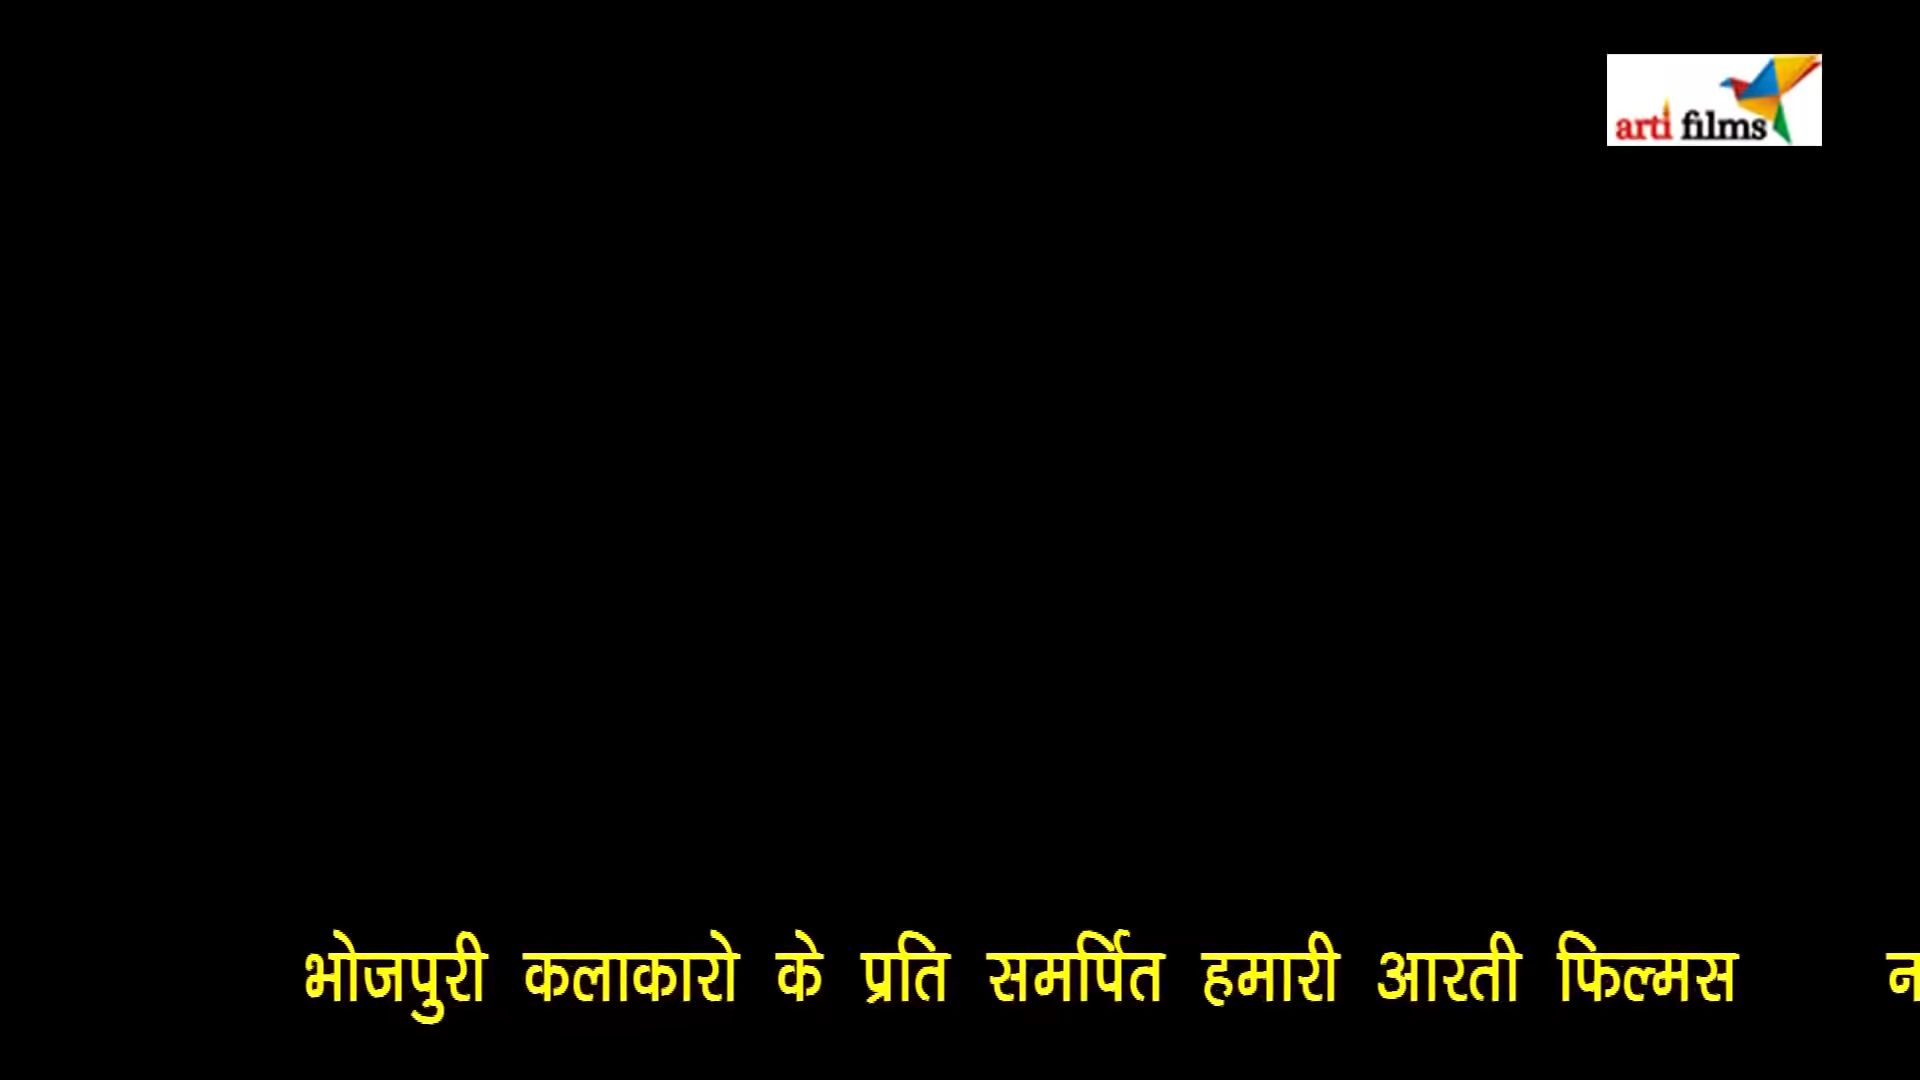 arti films
भोजपुरी कलाकारो के प्रति समर्पित हमारी आरती फिल्मस